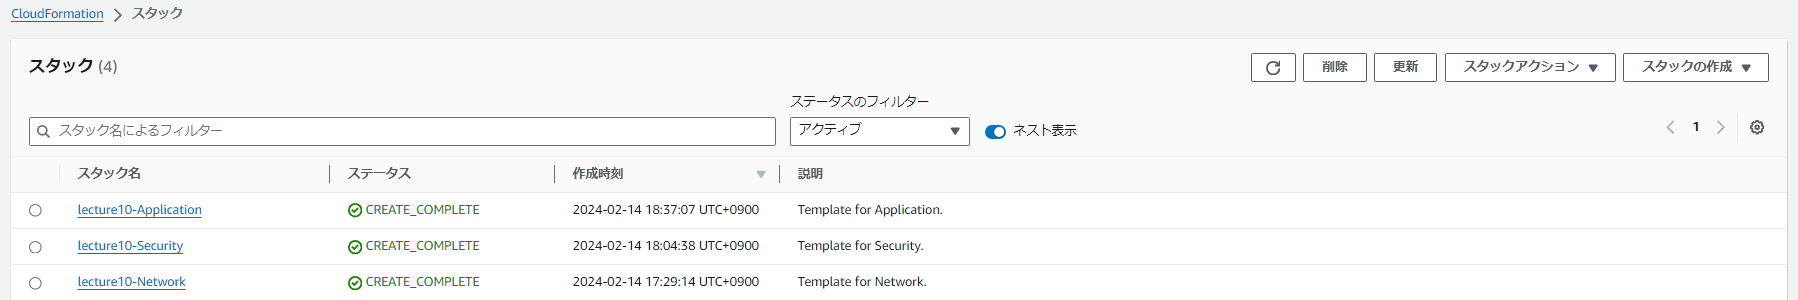 CloudFormation > スタック
スタック (4)
削除
更新
スタックアクション
スタックの作成
ステータスのフィルター
スタック名によるフィルター
アクティブ
ネスト表示
1
スタック名 ステータス 作成時刻 説明
lecture10-Application CREATE_COMPLETE 2024-02-14 18:37:07 UTC+0900 Template for Application.
lecture10-Security CREATE_COMPLETE 2024-02-14 18:04:38 UTC+0900 Template for Security.
lecture10-Network CREATE_COMPLETE 2024-02-14 17:29:14 UTC+0900 Template for Network.